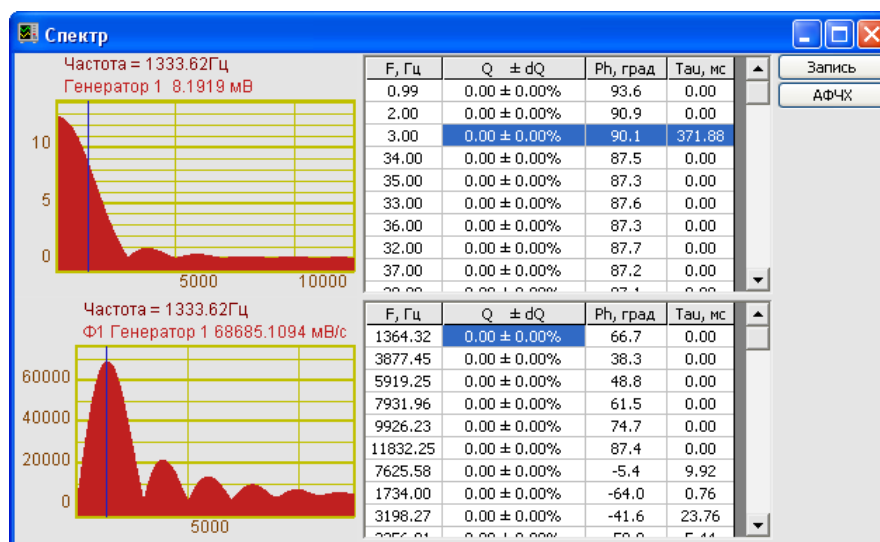 Спектр
Частота = 1333.62Гц
Генератор 1 8.1919 мВ
10
5
0
5000 10000
F, Гц Q ± dQ Ph, град Tau, мс
0.99 0.00 ± 0.00% 93.6 0.00
2.00 0.00 ± 0.00% 90.9 0.00
3.00 0.00 ± 0.00% 90.1 371.88
34.00 0.00 ± 0.00% 87.5 0.00
35.00 0.00 ± 0.00% 87.3 0.00
33.00 0.00 ± 0.00% 87.6 0.00
36.00 0.00 ± 0.00% 87.3 0.00
32.00 0.00 ± 0.00% 87.7 0.00
37.00 0.00 ± 0.00% 87.2 0.00
Запись
АФЧХ
Частота = 1333.62Гц
Ф1 Генератор 1 68685.1094 мВ/с
60000
40000
20000
0
5000
F, Гц Q ± dQ Ph, град Tau, мс
1364.32 0.00 ± 0.00% 66.7 0.00
3877.45 0.00 ± 0.00% 38.3 0.00
5919.25 0.00 ± 0.00% 48.8 0.00
7931.96 0.00 ± 0.00% 61.5 0.00
9926.23 0.00 ± 0.00% 74.7 0.00
11832.25 0.00 ± 0.00% 87.4 0.00
7625.58 0.00 ± 0.00% -5.4 9.92
1734.00 0.00 ± 0.00% -64.0 0.76
3198.27 0.00 ± 0.00% -41.6 23.76